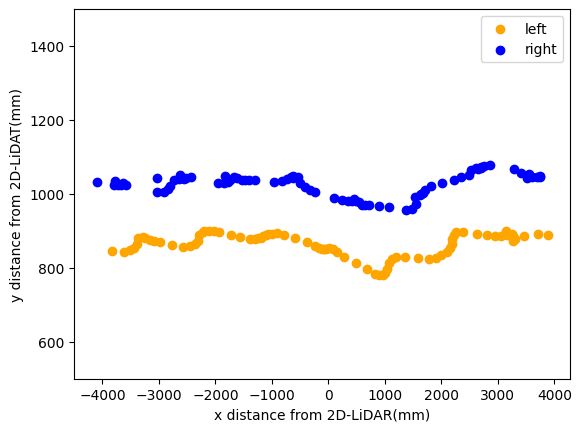 1400
1200
1000
800
600
y distance from 2D-LiDAT(mm)
left
right
−4000 −3000 −2000 −1000 0 1000 2000 3000 4000
x distance from 2D-LiDAR(mm)